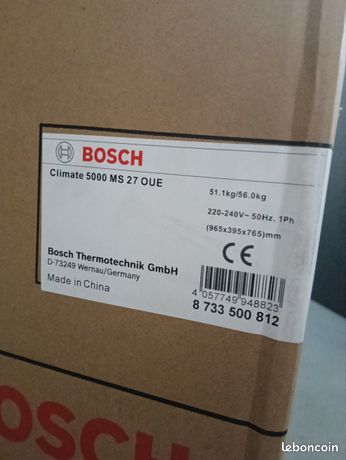 BOSCH
Climate 5000 MS 27 OUE
51.1kg/56.0kg
220-240V~ 50Hz. 1Ph
(965x395x765)mm
CE
Bosch Thermotechnik GmbH
D-73249 Wernau/Germany
Made in China
4 057749 948823
8 733 500 812
BOSCH
leboncoin